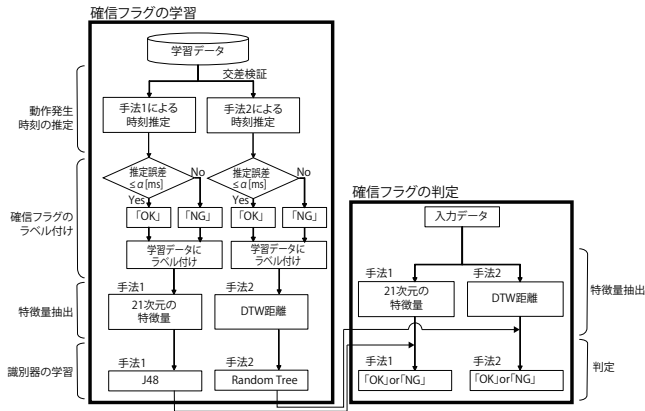 確信フラグの学習
学習データ
交差検証
動作発生
時刻の推定
手法1による
時刻推定
手法2による
時刻推定
推定誤差
≤ α [ms]
No
Yes
推定誤差
≤ α [ms]
No
Yes
確信フラグの
ラベル付け
「OK」
「NG」
「OK」
「NG」
学習データに
ラベル付け
学習データに
ラベル付け
特徴量抽出
手法1
21次元の
特徴量
手法2
DTW距離
識別器の学習
手法1
J48
手法2
Random Tree
確信フラグの判定
入力データ
手法1
21次元の
特徴量
手法2
DTW距離
特徴量抽出
手法1
「OK」or「NG」
手法2
「OK」or「NG」
判定